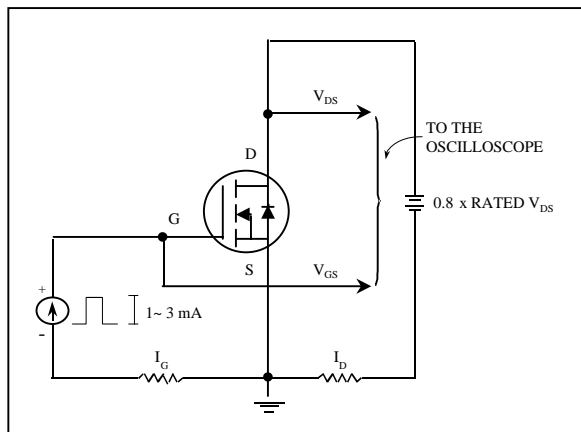 V_DS
TO THE
OSCILLOSCOPE
D
0.8 x RATED V_DS
G
S
V_GS
+
1~ 3 mA
-
I_G
I_D